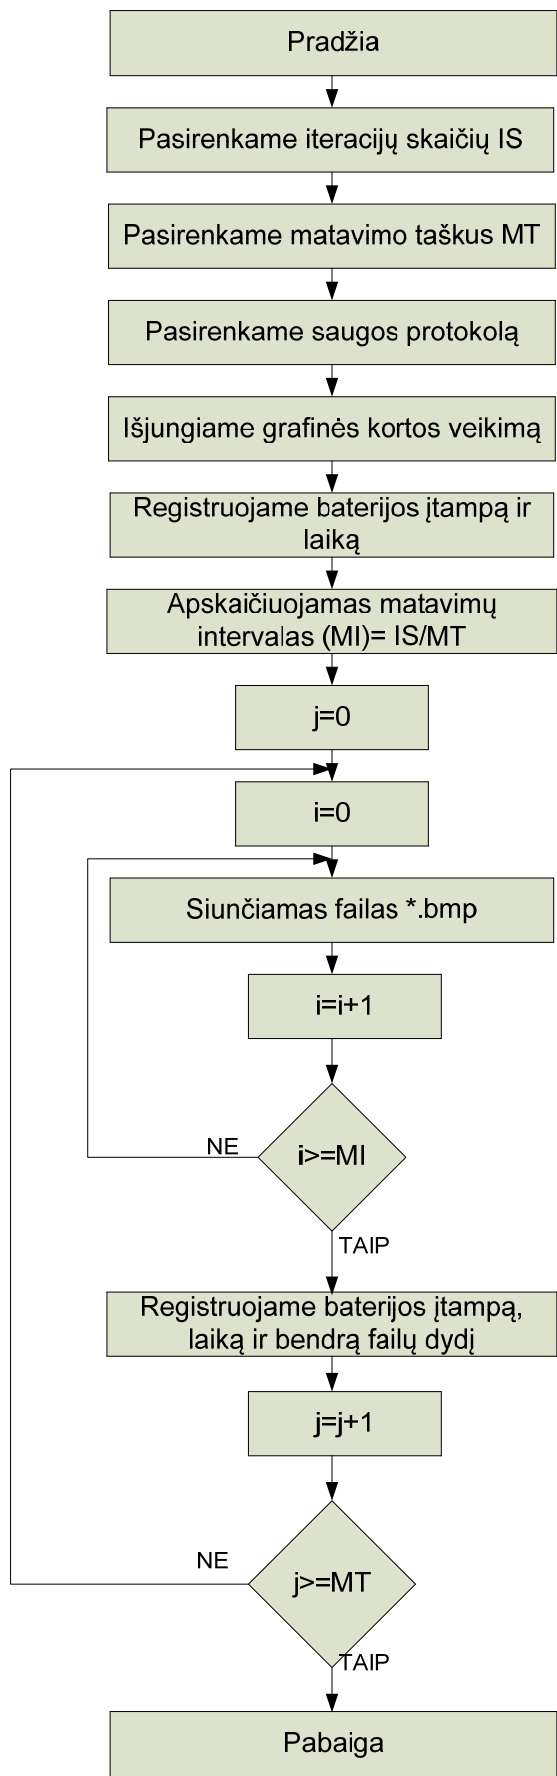 Pradžia
Pasirenkame iteracijų skaičių IS
Pasirenkame matavimo taškus MT
Pasirenkame saugos protokolą
Išjungiame grafinės kortos veikimą
Registruojame baterijos įtampą ir
laiką
Apskaičiuojamas matavimų
intervalas (MI)= IS/MT
j=0
i=0
Siunčiamas failas *.bmp
i=i+1
i>=MI
NE
TAIP
Registruojame baterijos įtampą,
laiką ir bendrą failų dydį
j=j+1
NE
j>=MT
TAIP
Pabaiga